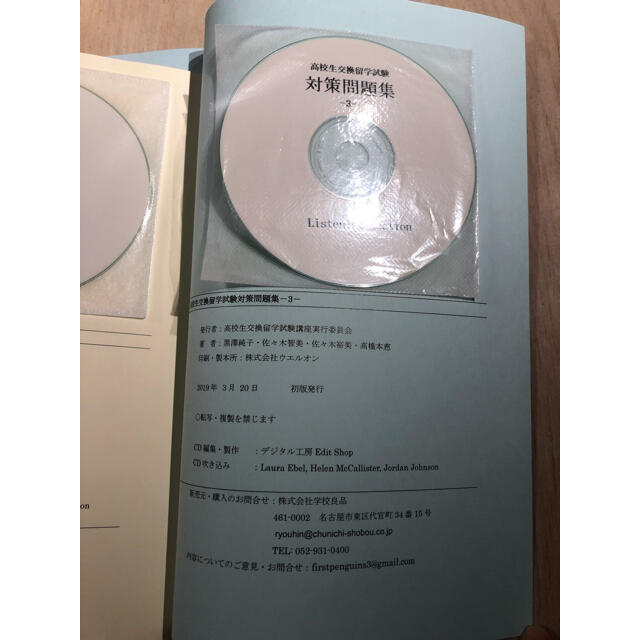 高校生交換留学試験
対策問題集
-3-
Listening Section
生交換留学試験対策問題集－3－
発行者：高校生交換留学試験講座実行委員会
著　者：黒澤純子・佐々木智美・佐々木裕美・高橋本恵
印刷・製本所：株式会社ウエルオン
2019年 3月 20日　初版発行
○転写・複製を禁じます
CD編集・製作　：デジタル工房 Edit Shop
CD吹き込み　：Laura Ebel, Helen McCallister, Jordan Johnson
販売元・購入のお問合せ：株式会社学校良品
461-0002　名古屋市東区代官町34番15号
ryouhin@chunichi-shobou.co.jp
TEL: 052-931-0400
内容についてのご意見・お問合せ：firstpenguins3@gmail.com